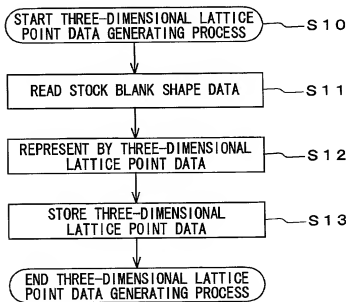 START THREE-DIMENSIONAL LATTICE
POINT DATA GENERATING PROCESS
S10
READ STOCK BLANK SHAPE DATA
S11
REPRESENT BY THREE-DIMENSIONAL
LATTICE POINT DATA
S12
STORE THREE-DIMENSIONAL
LATTICE POINT DATA
S13
END THREE-DIMENSIONAL LATTICE
POINT DATA GENERATING PROCESS